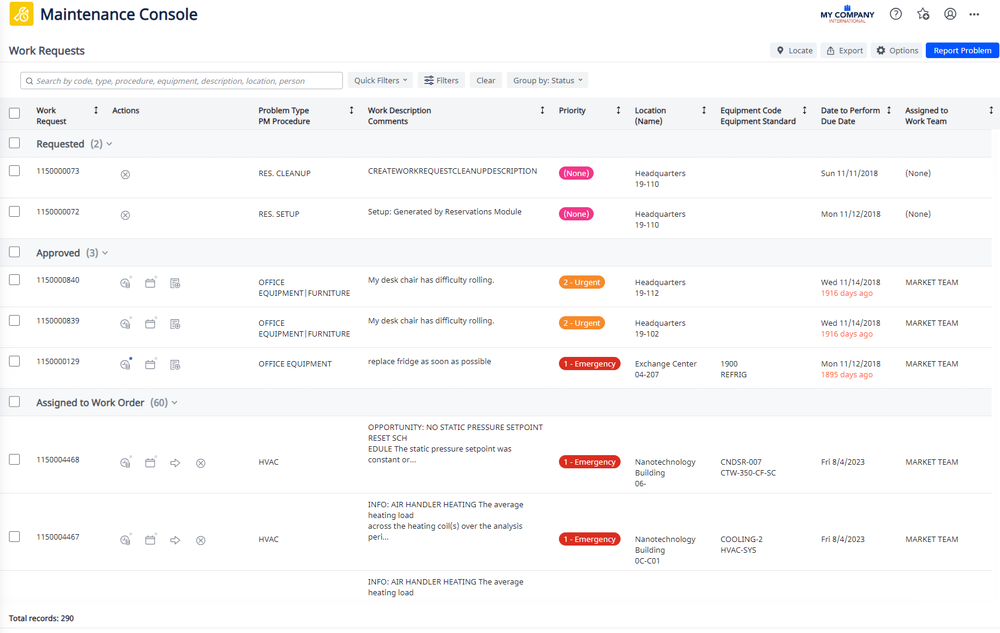 Maintenance Console
MY COMPANY
INTERNATIONAL
Work Requests
Locate
Export
Options
Report Problem
Search by code, type, procedure, equipment, description, location, person
Quick Filters
Filters
Clear
Group by: Status
Work
Request
Actions
Problem Type
PM Procedure
Work Description
Comments
Priority
Location
(Name)
Equipment Code
Equipment Standard
Date to Perform
Due Date
Assigned to
Work Team
Requested (2)
1150000073
RES. CLEANUP
CREATEWORKREQUESTCLEANUPDESCRIPTION
(None)
Headquarters
19-110
Sun 11/11/2018
(None)
1150000072
RES. SETUP
Setup: Generated by Reservations Module
(None)
Headquarters
19-110
Mon 11/12/2018
(None)
Approved (3)
1150000840
OFFICE
EQUIPMENT|FURNITURE
My desk chair has difficulty rolling.
2 - Urgent
Headquarters
19-112
Wed 11/14/2018
1916 days ago
MARKET TEAM
1150000839
OFFICE
EQUIPMENT|FURNITURE
My desk chair has difficulty rolling.
2 - Urgent
Headquarters
19-102
Wed 11/14/2018
1916 days ago
MARKET TEAM
1150000129
OFFICE EQUIPMENT
replace fridge as soon as possible
1 - Emergency
Exchange Center
04-207
1900
REFRIG
Mon 11/12/2018
1895 days ago
MARKET TEAM
Assigned to Work Order (60)
1150004468
HVAC
OPPORTUNITY: NO STATIC PRESSURE SETPOINT
RESET SCH
EDULE The static pressure setpoint was
constant or...
1 - Emergency
Nanotechnology
Building
06-
CNDSR-007
CTW-350-CF-SC
Fri 8/4/2023
MARKET TEAM
1150004467
HVAC
INFO: AIR HANDLER HEATING The average
heating load
across the heating coil(s) over the analysis
peri...
1 - Emergency
Nanotechnology
Building
0C-C01
COOLING-2
HVAC-SYS
Fri 8/4/2023
MARKET TEAM
INFO: AIR HANDLER HEATING The average
heating load
Total records: 290